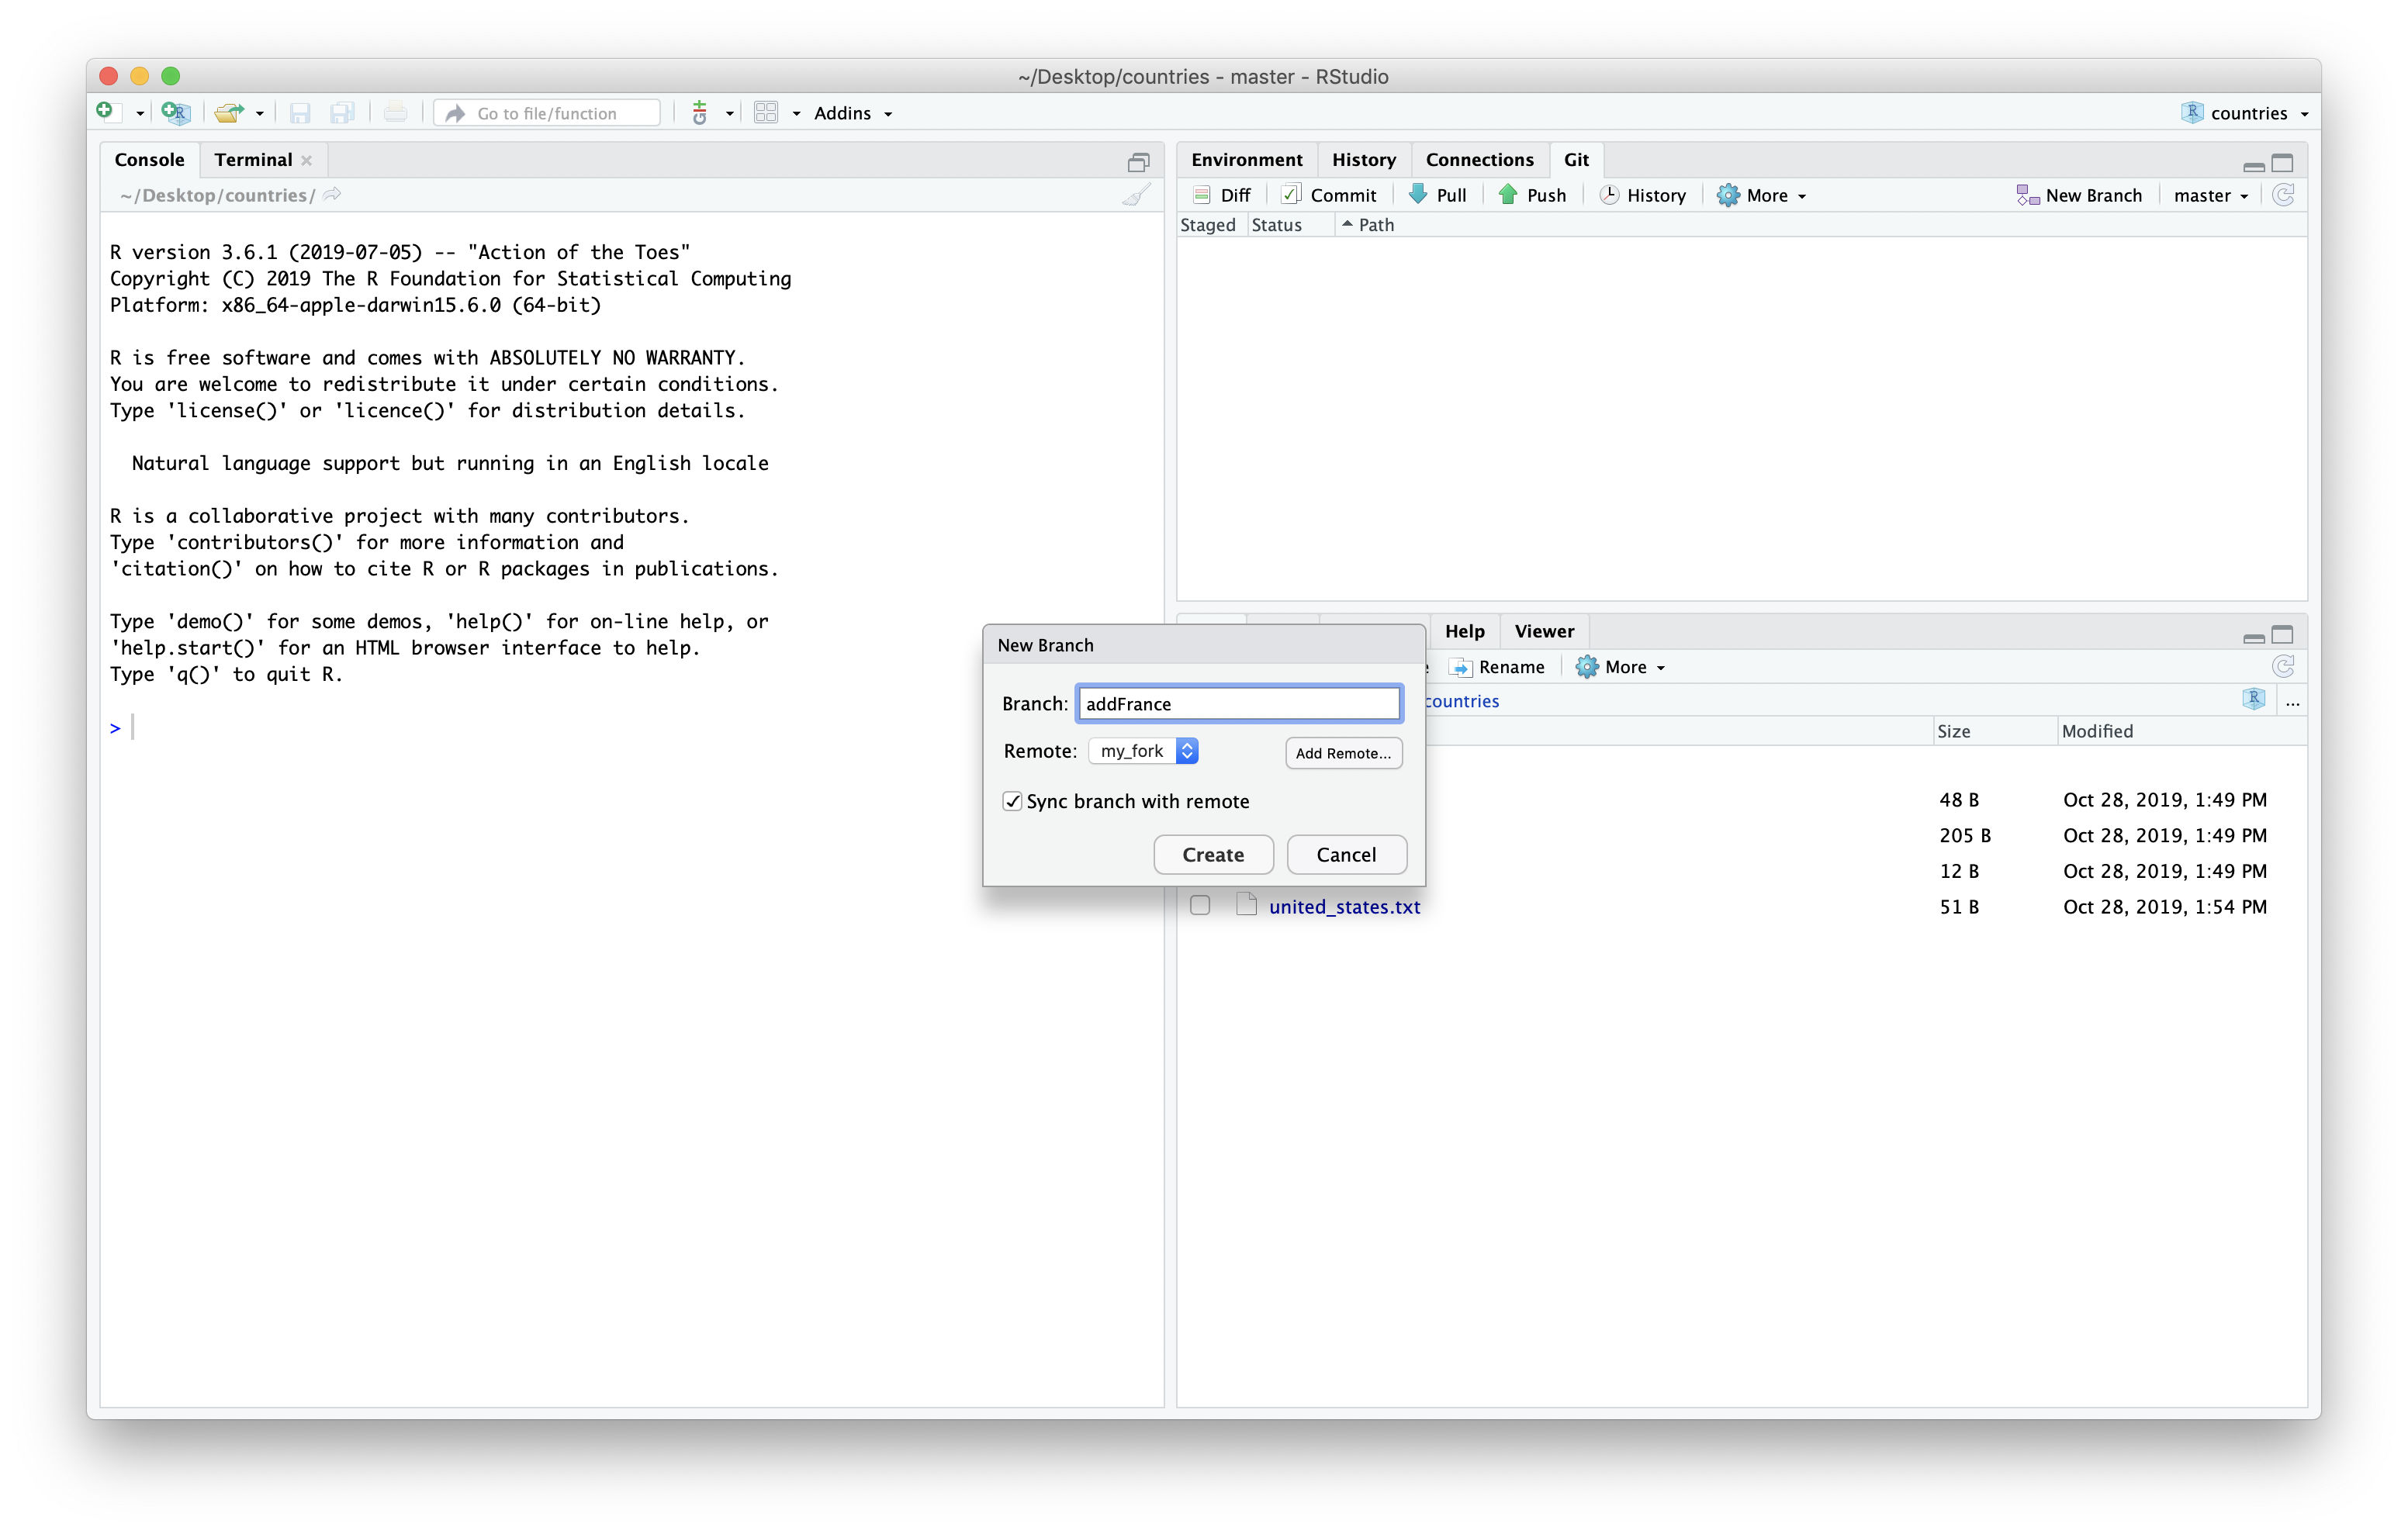 ~/Desktop/countries - master - RStudio
Go to file/function
Addins
countries
Console
Terminal
~/Desktop/countries/
R version 3.6.1 (2019-07-05) -- "Action of the Toes"
Copyright (C) 2019 The R Foundation for Statistical Computing
Platform: x86_64-apple-darwin15.6.0 (64-bit)
R is free software and comes with ABSOLUTELY NO WARRANTY.
You are welcome to redistribute it under certain conditions.
Type 'license()' or 'licence()' for distribution details.
Natural language support but running in an English locale
R is a collaborative project with many contributors.
Type 'contributors()' for more information and
'citation()' on how to cite R or R packages in publications.
Type 'demo()' for some demos, 'help()' for on-line help, or
'help.start()' for an HTML browser interface to help.
Type 'q()' to quit R.
>
Environment History Connections Git
Diff Commit Pull Push History More New Branch master
Staged Status Path
Help Viewer
Rename More
countries ...
Size Modified
48 B Oct 28, 2019, 1:49 PM
205 B Oct 28, 2019, 1:49 PM
12 B Oct 28, 2019, 1:49 PM
united_states.txt 51 B Oct 28, 2019, 1:54 PM
New Branch
Branch: addFrance
Remote: my_fork Add Remote...
Sync branch with remote
Create Cancel